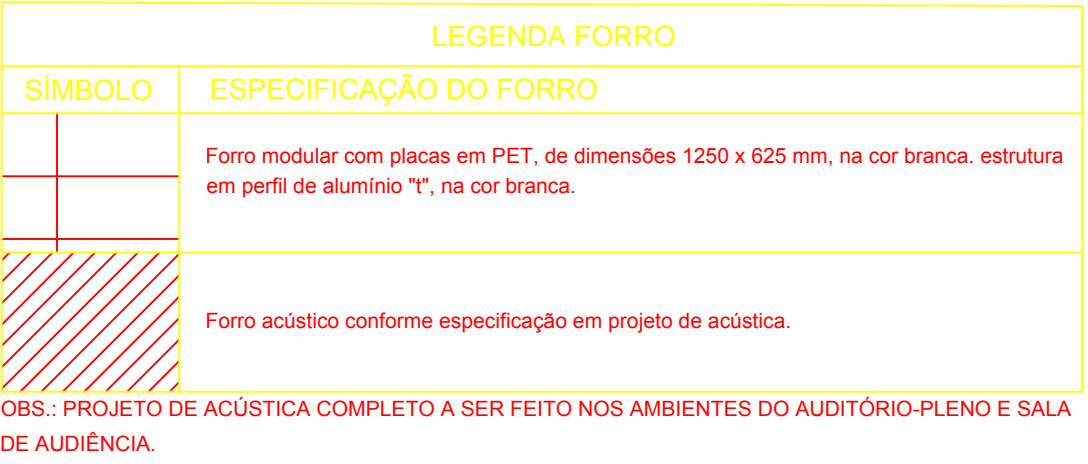 LEGENDA FORRO
SÍMBOLO ESPECIFICAÇÃO DO FORRO
Forro modular com placas em PET, de dimensões 1250 x 625 mm, na cor branca. estrutura
em perfil de alumínio "t", na cor branca.
Forro acústico conforme especificação em projeto de acústica.
OBS.: PROJETO DE ACÚSTICA COMPLETO A SER FEITO NOS AMBIENTES DO AUDITÓRIO-PLENO E SALA
DE AUDIÊNCIA.